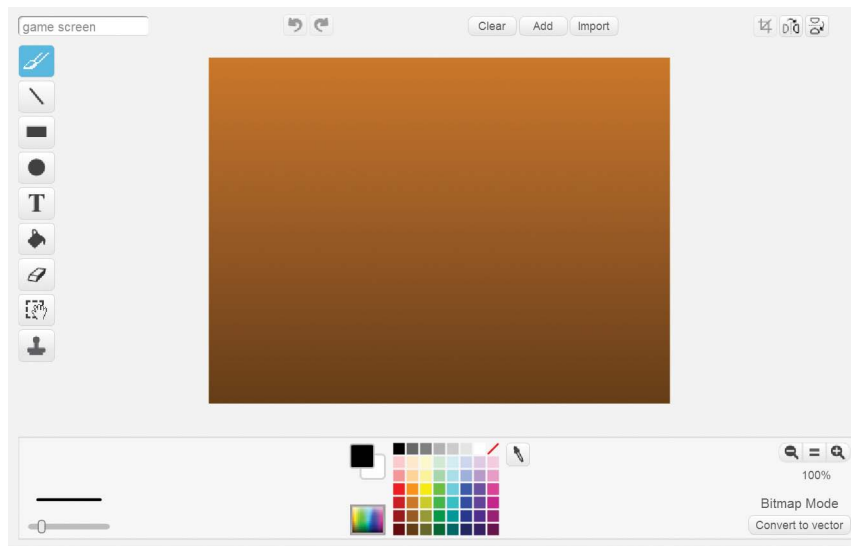 game screen
Clear Add Import
T
100%
Bitmap Mode
Convert to vector